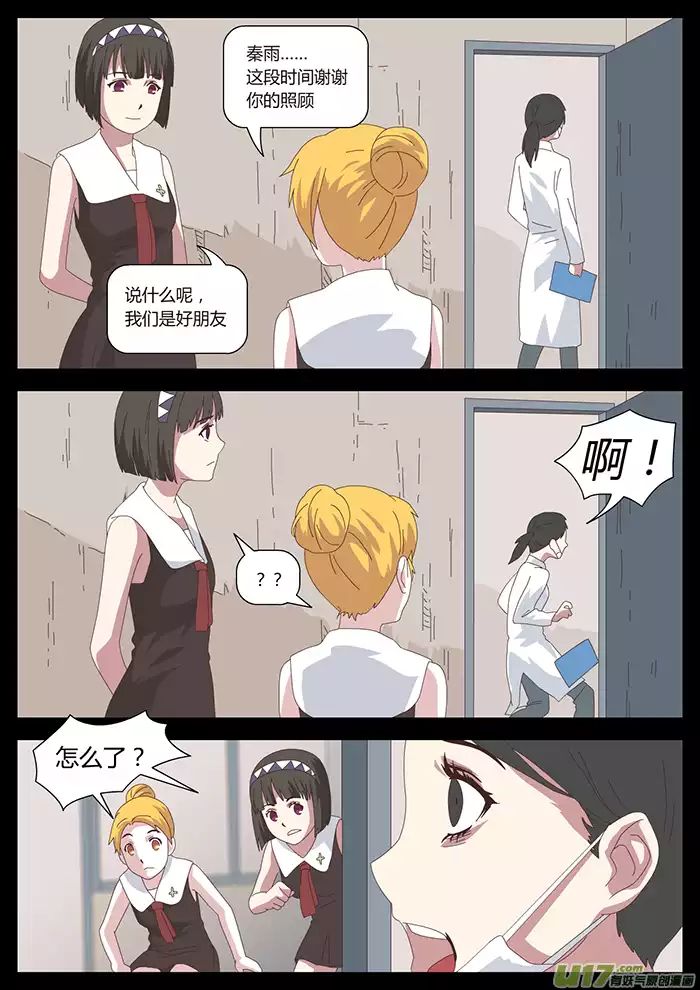 秦雨……
这段时间谢谢
你的照顾
说什么呢，
我们是好朋友
啊！
？？
怎么了？
U17.com
有妖气原创漫画